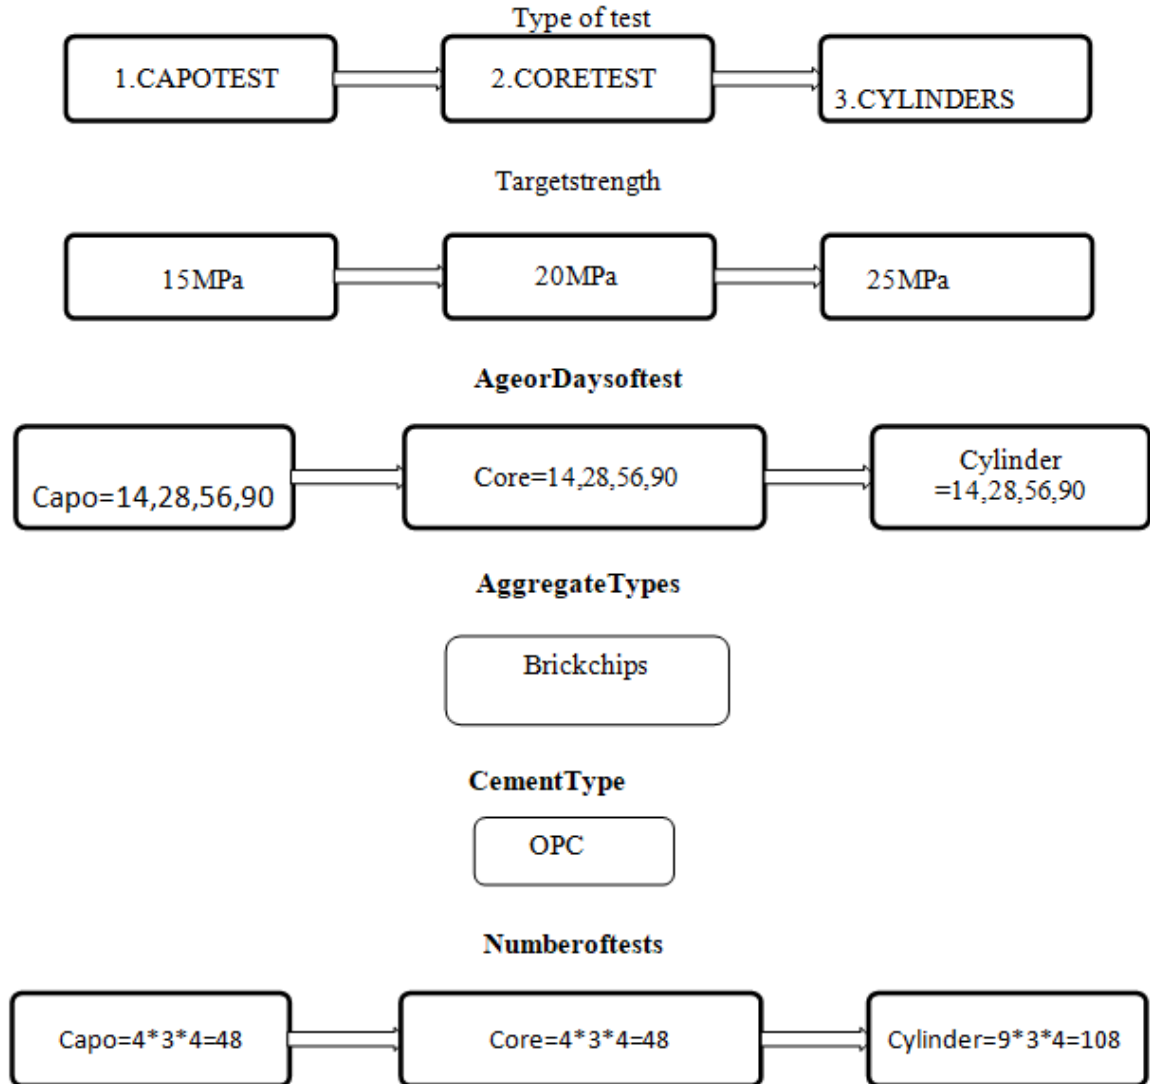 Type of test
1.CAPOTEST
2.CORETEST
3.CYLINDERS
Targetstrength
15MPa
20MPa
25MPa
AgeorDaysoftest
Capo=14,28,56,90
Core=14,28,56,90
Cylinder
=14,28,56,90
AggregateTypes
Brickchips
CementType
OPC
Numberoftests
Capo=4*3*4=48
Core=4*3*4=48
Cylinder=9*3*4=108